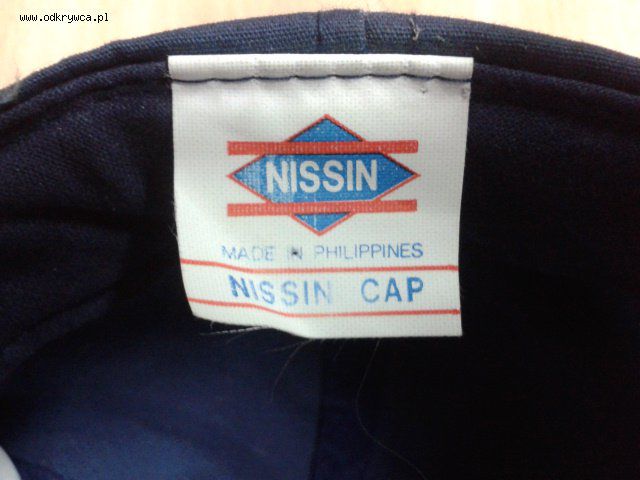 www.odkrywca.pl
NISSIN
MADE IN PHILIPPINES
NISSIN CAP